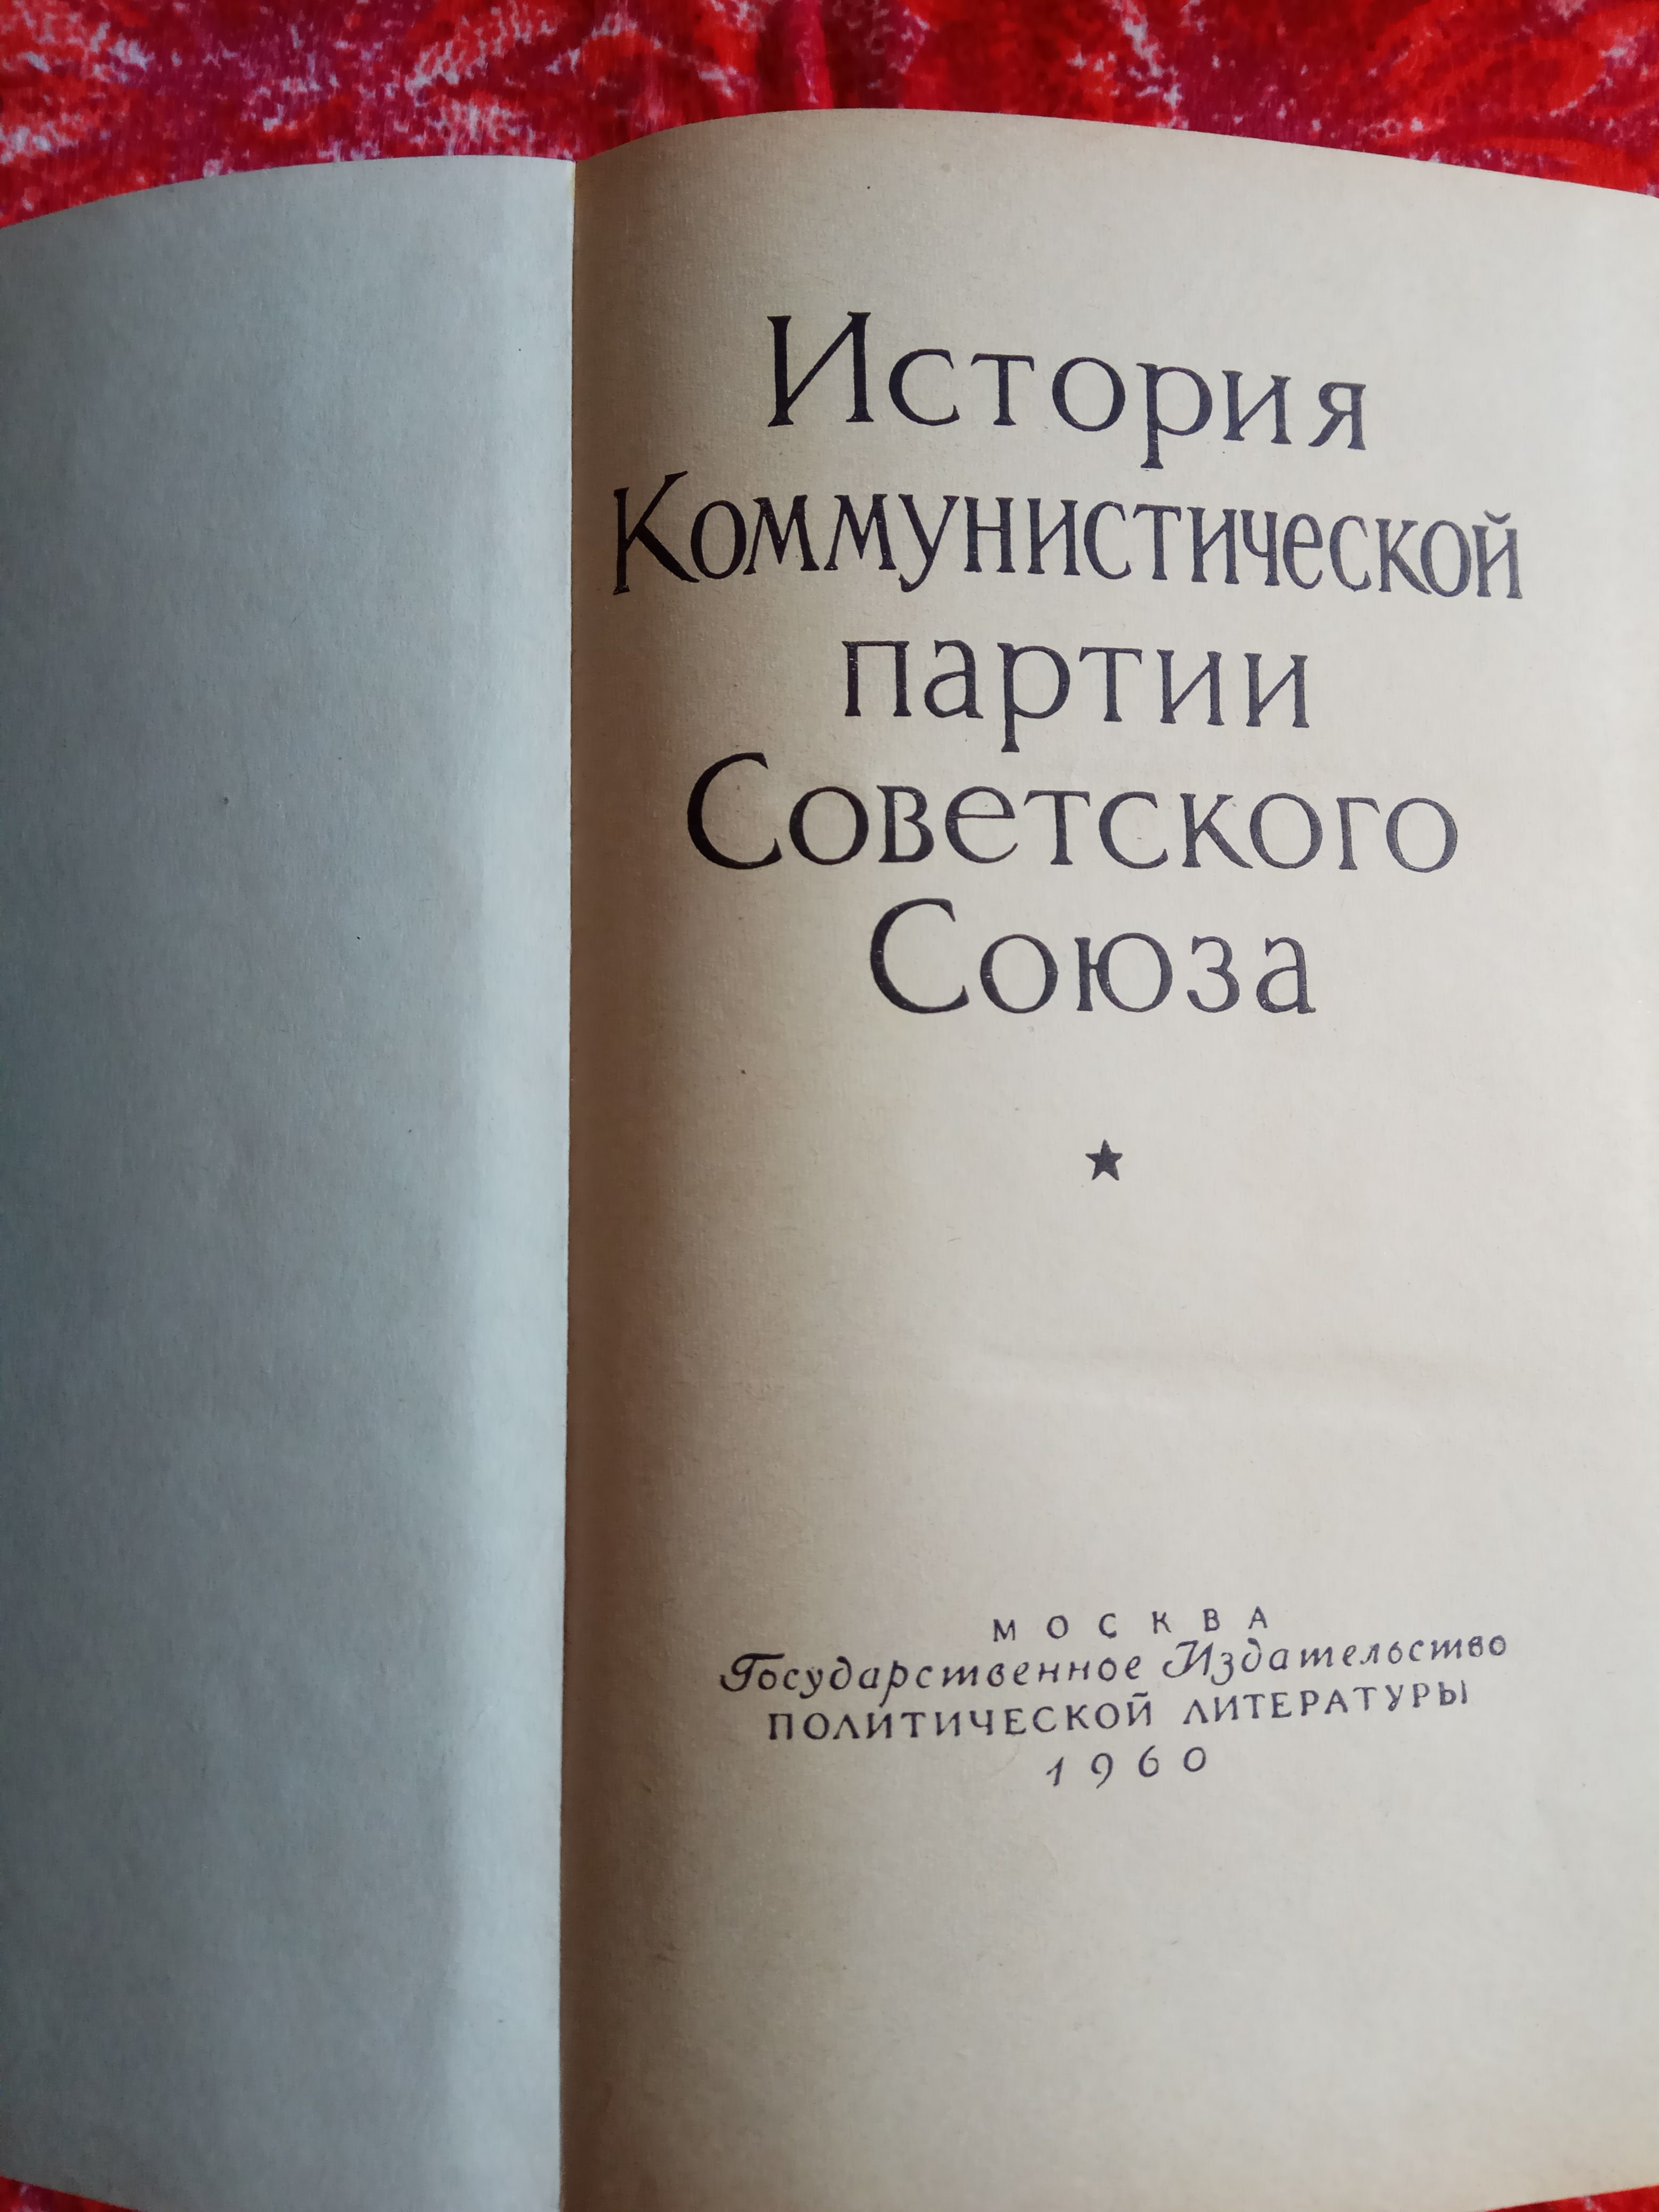 История
Коммунистической
партии
Советского
Союза
МОСКВА
Государственное Издательство
ПОЛИТИЧЕСКОЙ ЛИТЕРАТУРЫ
1960